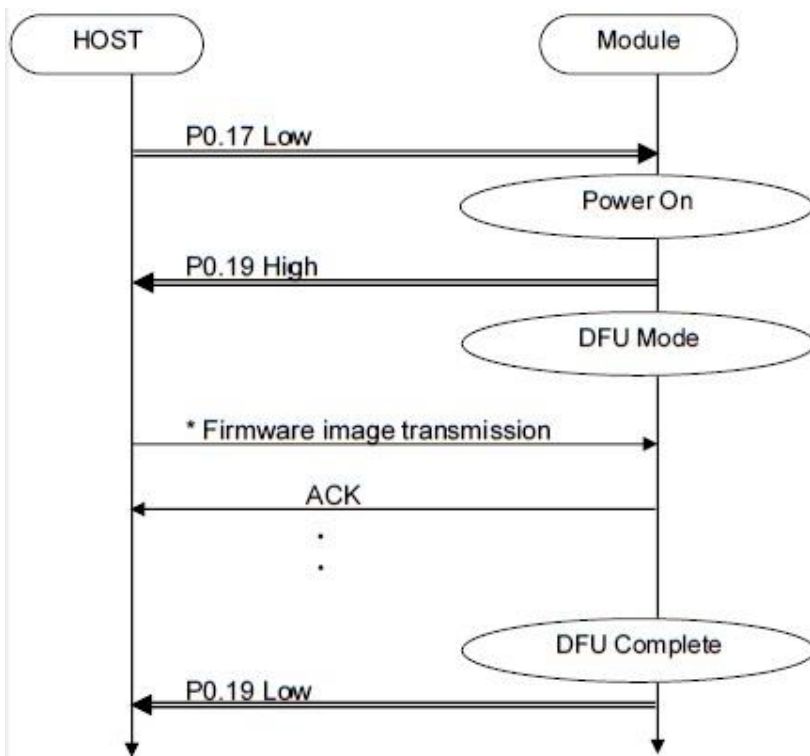 HOST
Module
P0.17 Low
Power On
P0.19 High
DFU Mode
* Firmware image transmission
ACK
DFU Complete
P0.19 Low